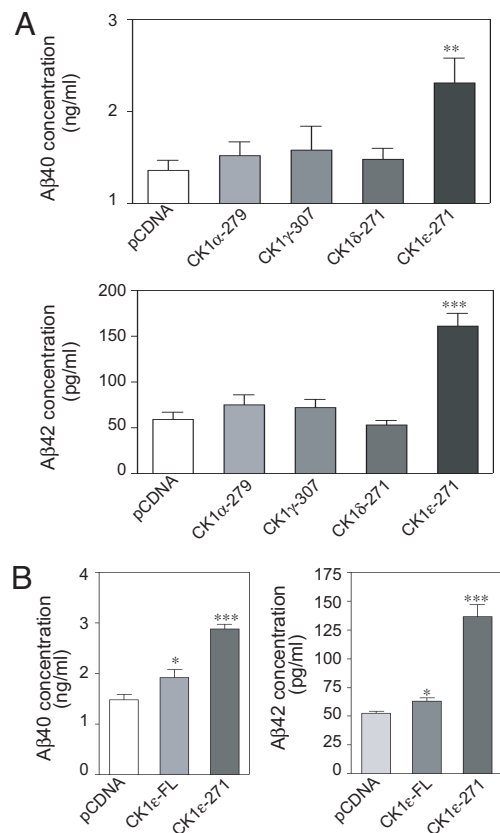 A
Aβ40 concentration
(ng/ml)
3
2
1
**
pCDNA
CK1α-279
CK1γ-307
CK1δ-271
CK1ε-271
Aβ42 concentration
(pg/ml)
200
150
100
50
0
***
pCDNA
CK1α-279
CK1γ-307
CK1δ-271
CK1ε-271
B
Aβ40 concentration
(ng/ml)
4
3
2
1
0
*
***
pCDNA
CK1ε-FL
CK1ε-271
Aβ42 concentration
(pg/ml)
175
150
125
100
75
50
25
0
*
***
pCDNA
CK1ε-FL
CK1ε-271